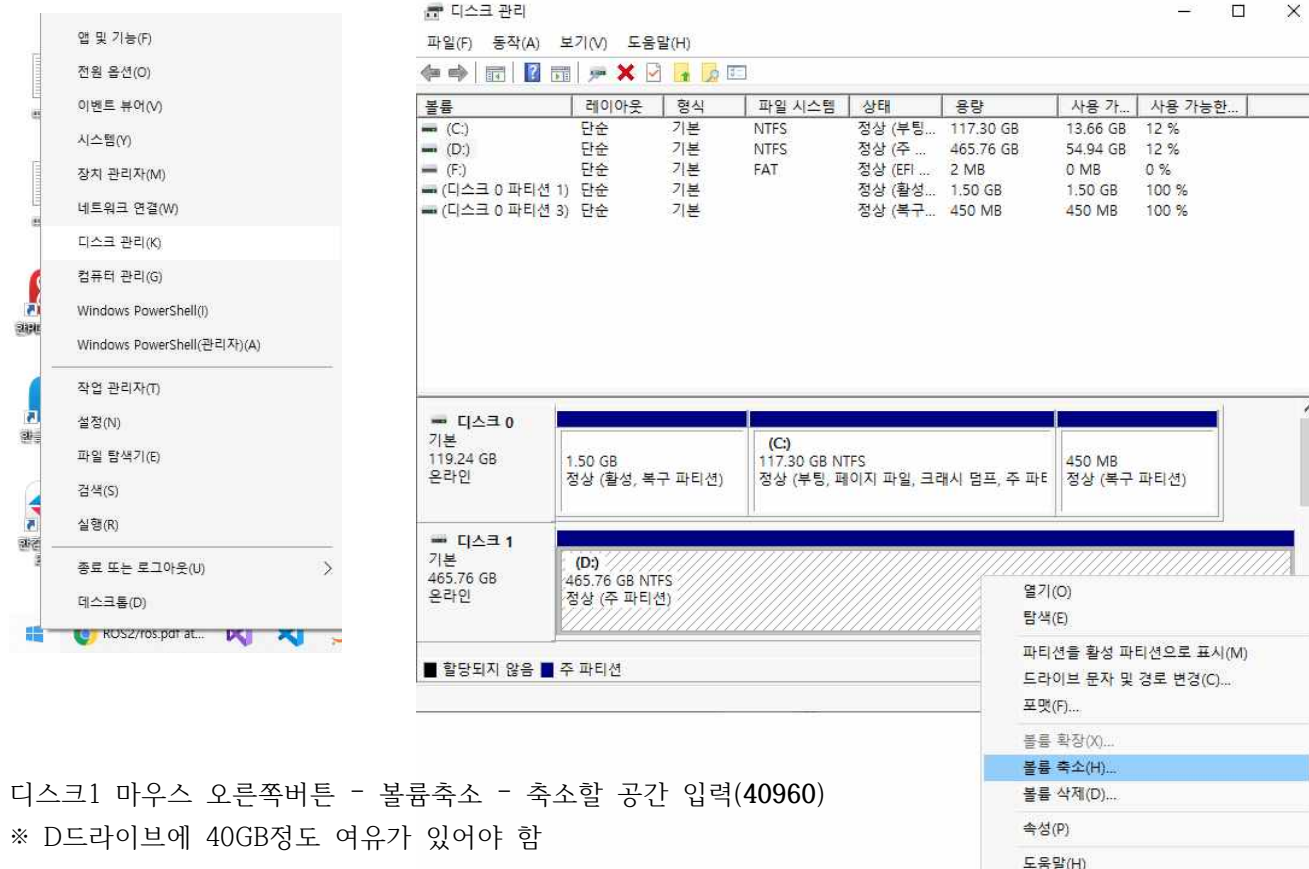 앱 및 기능(F)
전원 옵션(O)
이벤트 뷰어(V)
시스템(Y)
장치 관리자(M)
네트워크 연결(W)
디스크 관리(K)
컴퓨터 관리(G)
Windows PowerShell(I)
Windows PowerShell(관리자)(A)
작업 관리자(T)
설정(N)
파일 탐색기(E)
검색(S)
실행(R)
종료 또는 로그아웃(U)
데스크톱(D)
ROS2/ros.pdf at...
디스크 관리
파일(F) 동작(A) 보기(V) 도움말(H)
볼륨 레이아웃 형식 파일 시스템 상태 용량 사용 가... 사용 가능한...
(C:) 단순 기본 NTFS 정상 (부팅... 117.30 GB 13.66 GB 12 %
(D:) 단순 기본 NTFS 정상 (주 ... 465.76 GB 54.94 GB 12 %
(F:) 단순 기본 FAT 정상 (EFI ... 2 MB 0 MB 0 %
(디스크 0 파티션 1) 단순 기본 정상 (활성... 1.50 GB 1.50 GB 100 %
(디스크 0 파티션 3) 단순 기본 정상 (복구... 450 MB 450 MB 100 %
디스크 0
기본
119.24 GB
온라인
1.50 GB
정상 (활성, 복구 파티션)
(C:)
117.30 GB NTFS
정상 (부팅, 페이지 파일, 크래시 덤프, 주 파티
450 MB
정상 (복구 파티션)
디스크 1
기본
465.76 GB
온라인
(D:)
465.76 GB NTFS
정상 (주 파티션)
할당되지 않음 주 파티션
열기(O)
탐색(E)
파티션을 활성 파티션으로 표시(M)
드라이브 문자 및 경로 변경(C)...
포맷(F)...
볼륨 확장(X)...
볼륨 축소(H)...
볼륨 삭제(D)...
속성(P)
도움말(H)
디스크1 마우스 오른쪽버튼 - 볼륨축소 - 축소할 공간 입력(40960)
※ D드라이브에 40GB정도 여유가 있어야 함